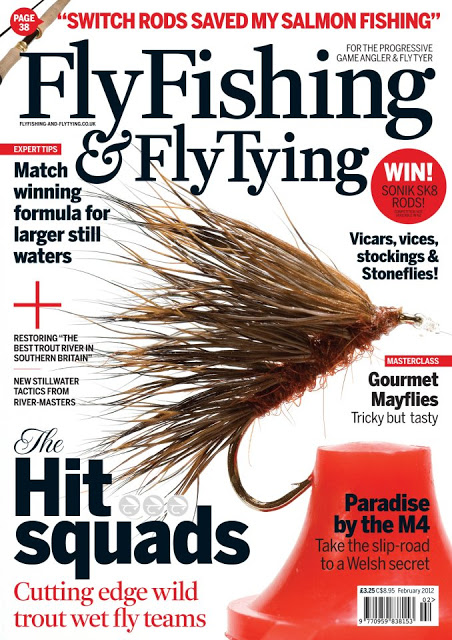 PAGE
38
"SWITCH RODS SAVED MY SALMON FISHING"
FOR THE PROGRESSIVE
GAME ANGLER & FLY TYER
FlyFishing
& FlyTying
FLYFISHING-AND-FLYTYING.CO.UK
EXPERT TIPS
Match
winning
formula for
larger still
waters
WIN!
SONIK SK8
RODS!
Vicars, vices,
stockings &
Stoneflies!
+
RESTORING "THE
BEST TROUT RIVER IN
SOUTHERN BRITAIN"
NEW STILLWATER
TACTICS FROM
RIVER-MASTERS
MASTERCLASS
Gourmet
Mayflies
Tricky but tasty
The
Hit
squads
Cutting edge wild
trout wet fly teams
Paradise
by the M4
Take the slip-road
to a Welsh secret
£3.25 C$8.95 February 2012
02>
9 770959 838153